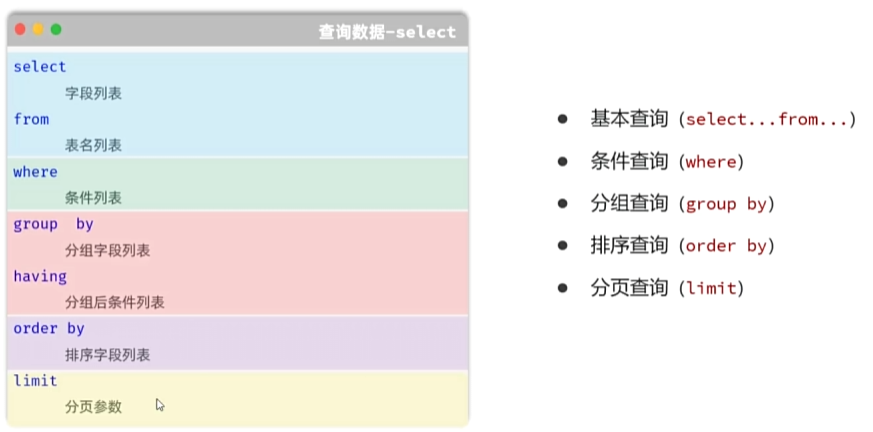 查询数据-select
select
字段列表
from
表名列表
where
条件列表
group  by
分组字段列表
having
分组后条件列表
order by
排序字段列表
limit
分页参数
基本查询（select...from...）
条件查询（where）
分组查询（group by）
排序查询（order by）
分页查询（limit）